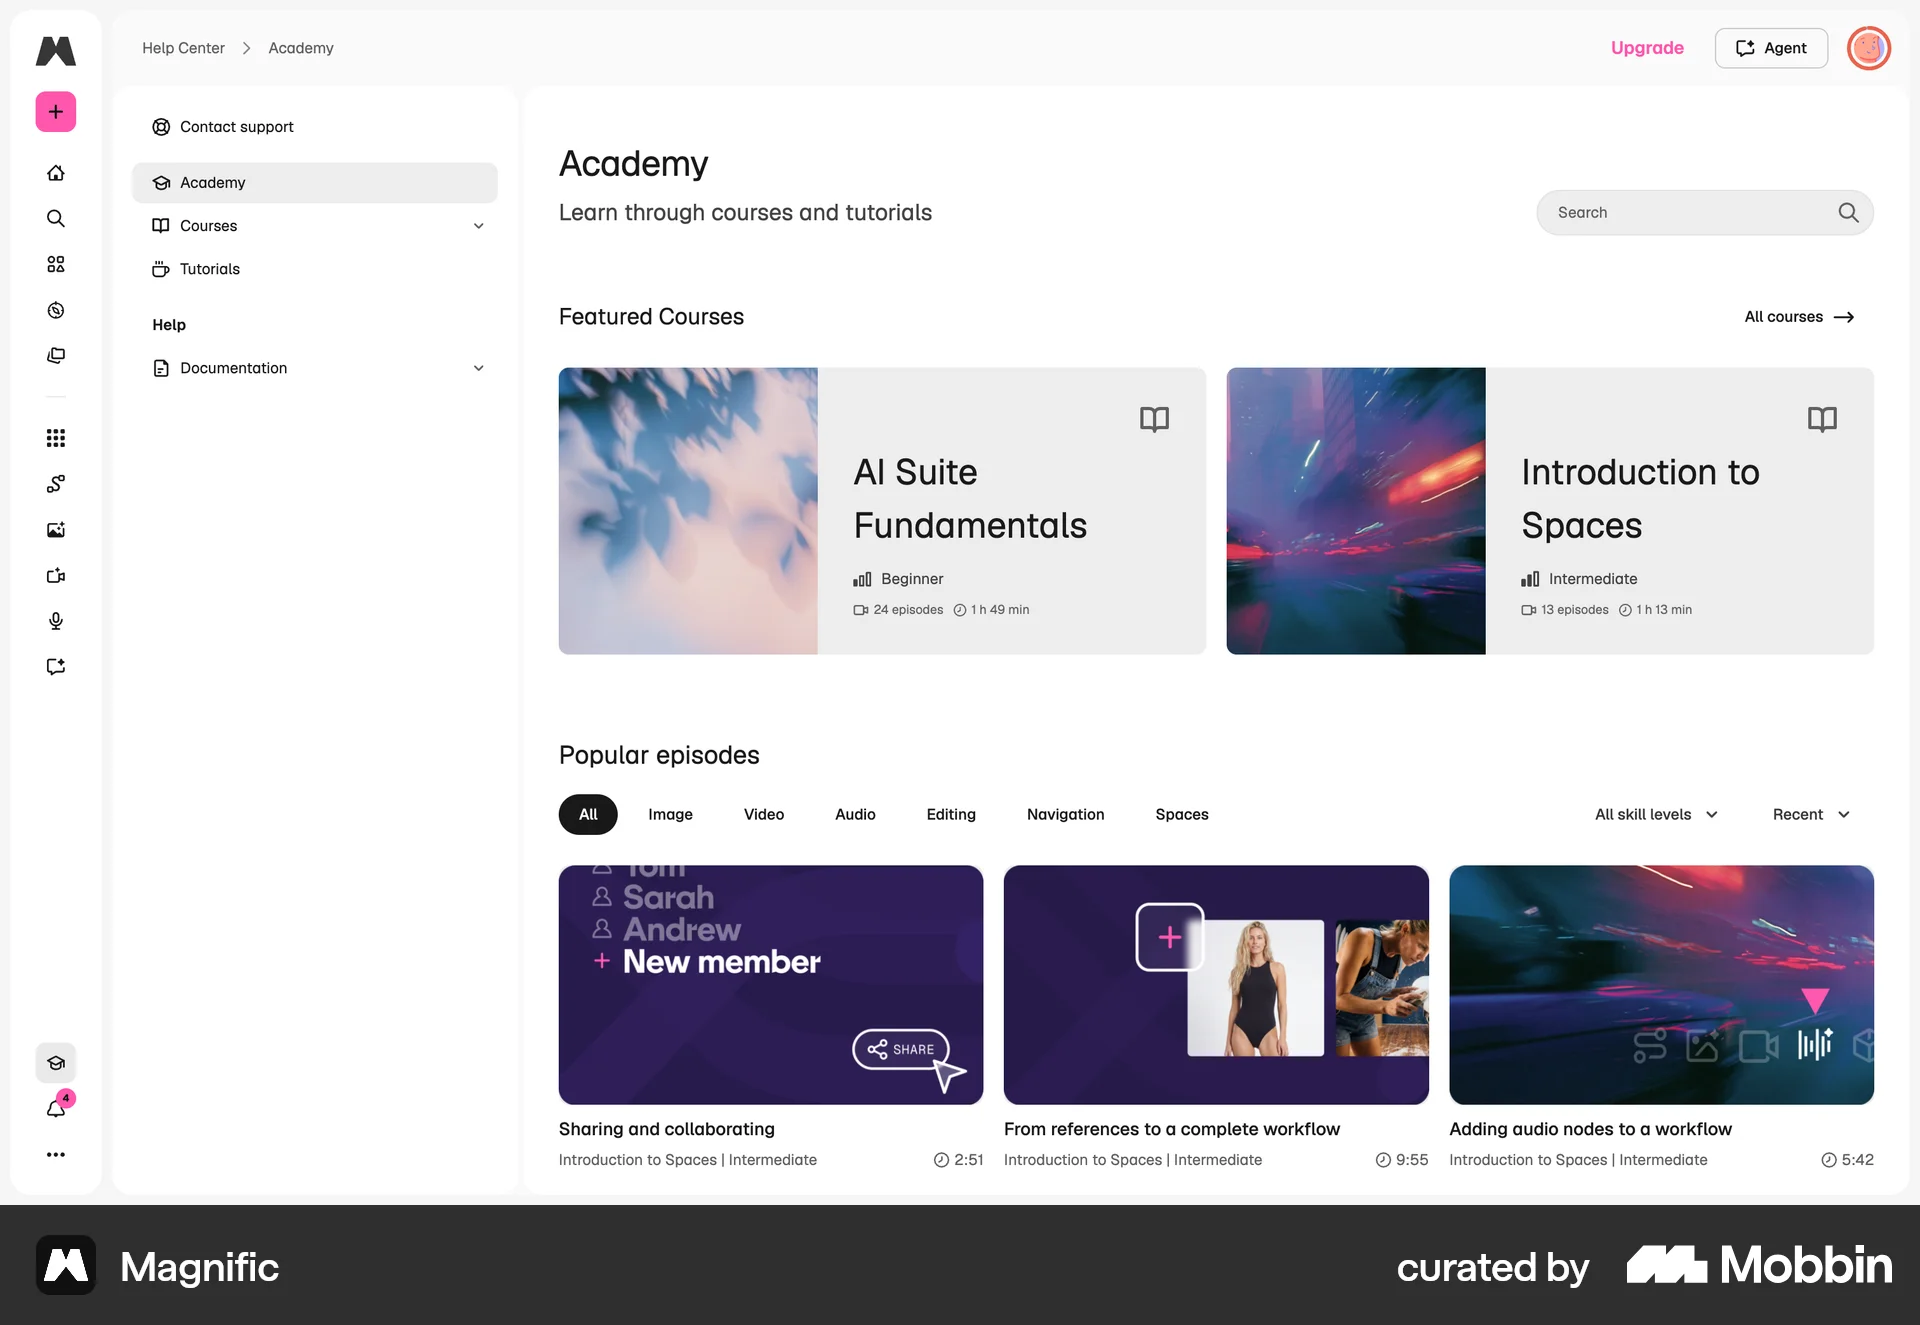 Help Center
Academy
Upgrade
Agent
Contact support
Academy
Courses
Tutorials
Help
Documentation
4
Academy
Learn through courses and tutorials
Search
Featured Courses
All courses
AI Suite
Fundamentals
Beginner
24 episodes 1 h 49 min
Introduction to
Spaces
Intermediate
13 episodes 1 h 13 min
Popular episodes
All Image Video Audio Editing Navigation Spaces
All skill levels Recent
Tom
Sarah
Andrew
+ New member
SHARE
Sharing and collaborating
Introduction to Spaces | Intermediate 2:51
From references to a complete workflow
Introduction to Spaces | Intermediate 9:55
Adding audio nodes to a workflow
Introduction to Spaces | Intermediate 5:42
Magnific
curated by Mobbin